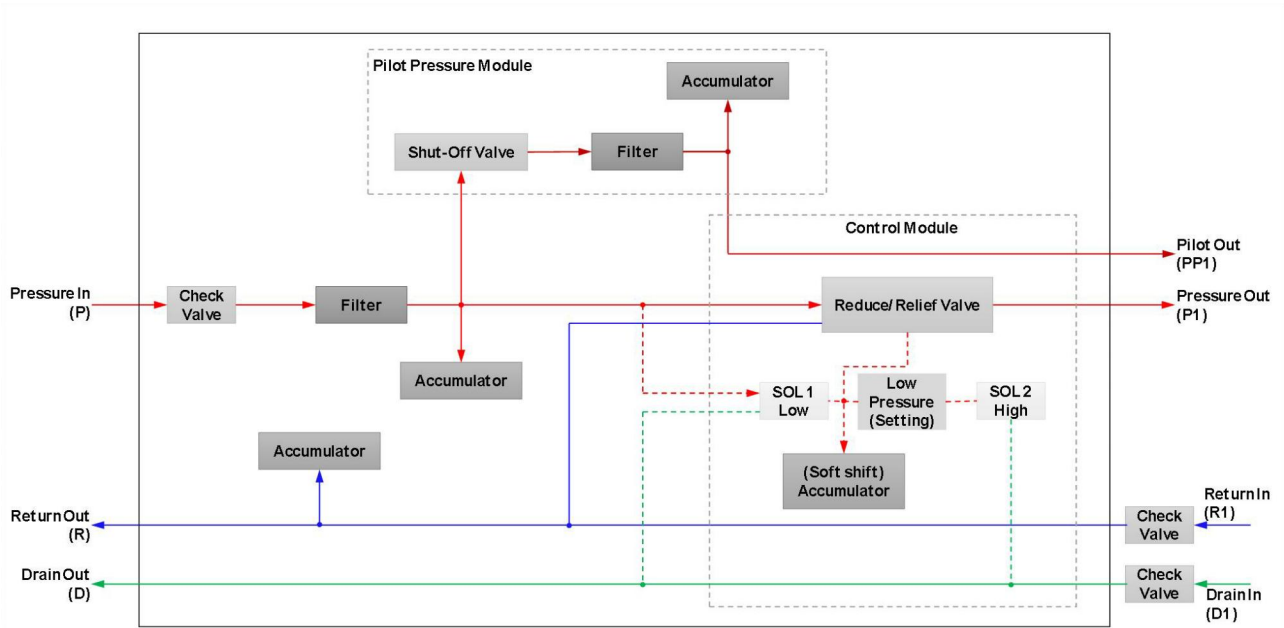 Pilot Pressure Module
Accumulator
Shut-Off Valve
Filter
Control Module
Pilot Out
(PP1)
Pressure In
(P)
Check
Valve
Filter
Reduce/ Relief Valve
Pressure Out
(P1)
Accumulator
SOL 1
Low
Low
Pressure
(Setting)
SOL 2
High
Accumulator
(Soft shift)
Accumulator
Return Out
(R)
Check
Valve
Return In
(R1)
Drain Out
(D)
Check
Valve
Drain In
(D1)